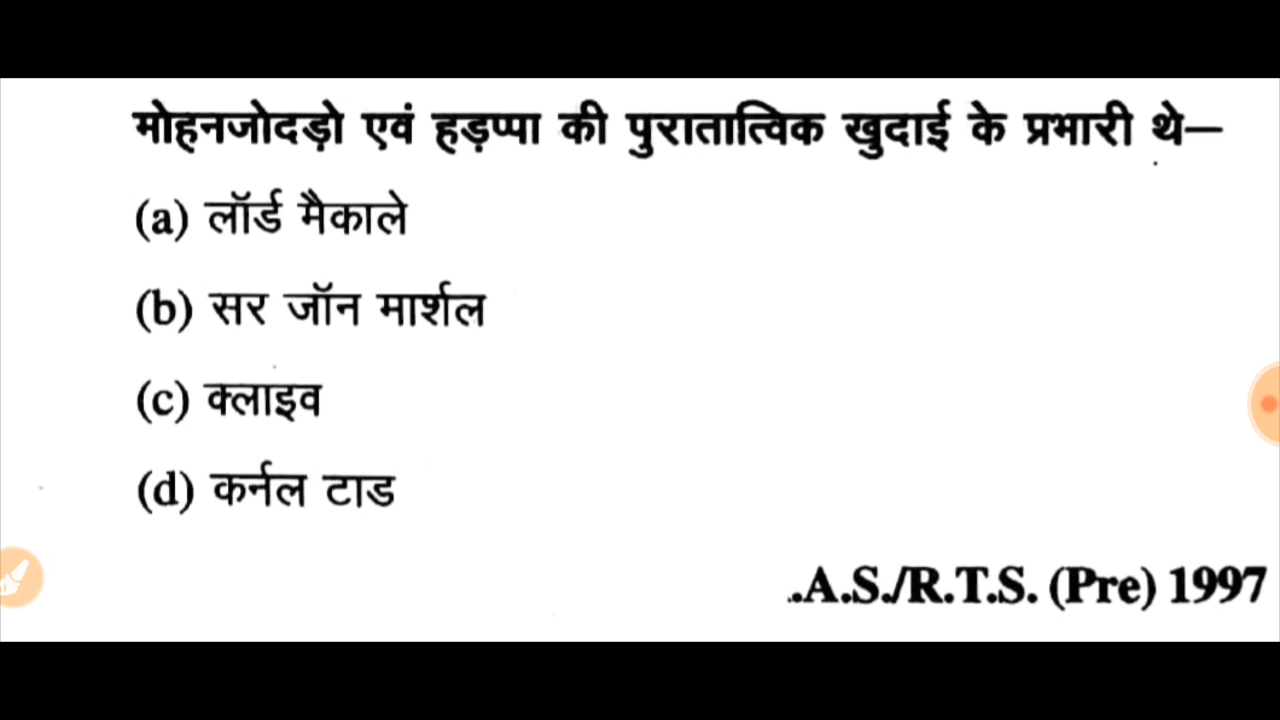 मोहनजोदड़ो एवं हड़प्पा की पुरातात्विक खुदाई के प्रभारी थे—
(a) लॉर्ड मैकाले
(b) सर जॉन मार्शल
(c) क्लाइव
(d) कर्नल टाड
.A.S./R.T.S. (Pre) 1997